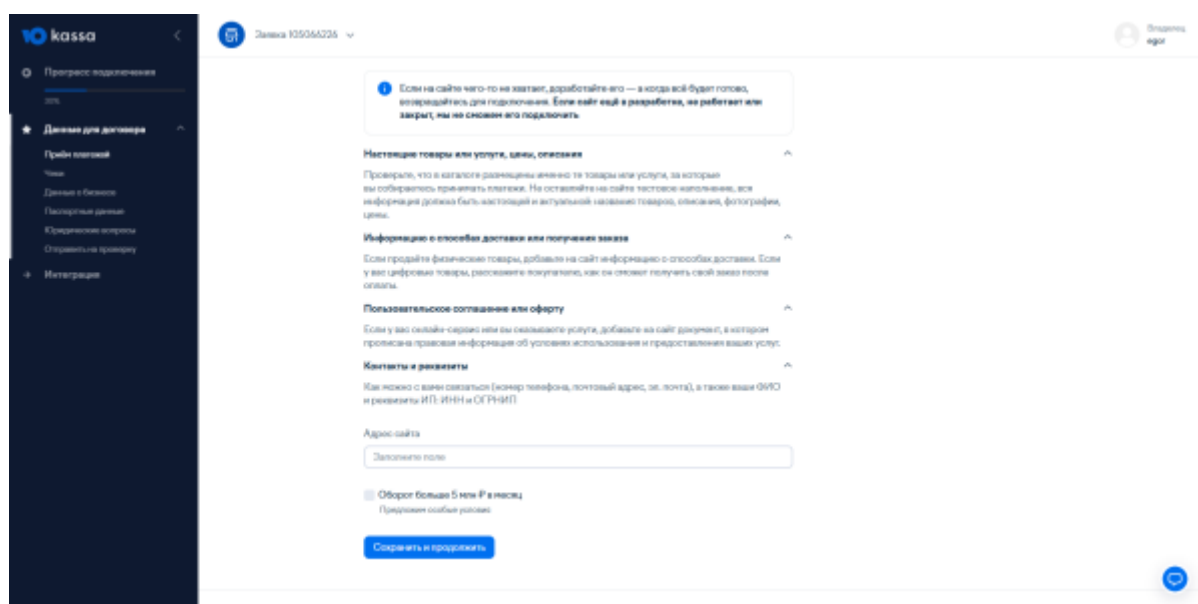 kassa
Заявка 105066226
Владелец
egor
Прогресс подключения
Данные для договора
Приём платежей
Чеки
Данные о бизнесе
Паспортные данные
Юридические вопросы
Отправить на проверку
Интеграция
Если на сайте чего-то не хватает, доработайте его — а когда всё будет готово,
возвращайтесь для подключения. Если сайт ещё в разработке, не работает или
закрыт, мы не сможем его подключить
Настоящие товары или услуги, цены, описания
Проверьте, что в каталоге размещены именно те товары или услуги, за которые
вы собираетесь принимать платежи. Не оставляйте на сайте тестовое наполнение, вся
информация должна быть настоящей и актуальной: названия товаров, описания, фотографии,
цены.
Информацию о способах доставки или получения заказа
Если продаёте физические товары, добавьте на сайт информацию о способах доставки. Если
у вас цифровые товары, расскажите покупателю, как он сможет получить свой заказ после
оплаты.
Пользовательское соглашение или оферту
Если у вас онлайн-сервис или вы оказываете услуги, добавьте на сайт документ, в котором
прописана правовая информация об условиях использования и предоставления ваших услуг.
Контакты и реквизиты
Как можно с вами связаться (номер телефона, почтовый адрес, эл. почта), а также ваши ФИО
и реквизиты ИП: ИНН и ОГРНИП
Адрес сайта
Заполните поле
Оборот больше 5 млн ₽ в месяц
Предложим особые условия
Сохранить и продолжить